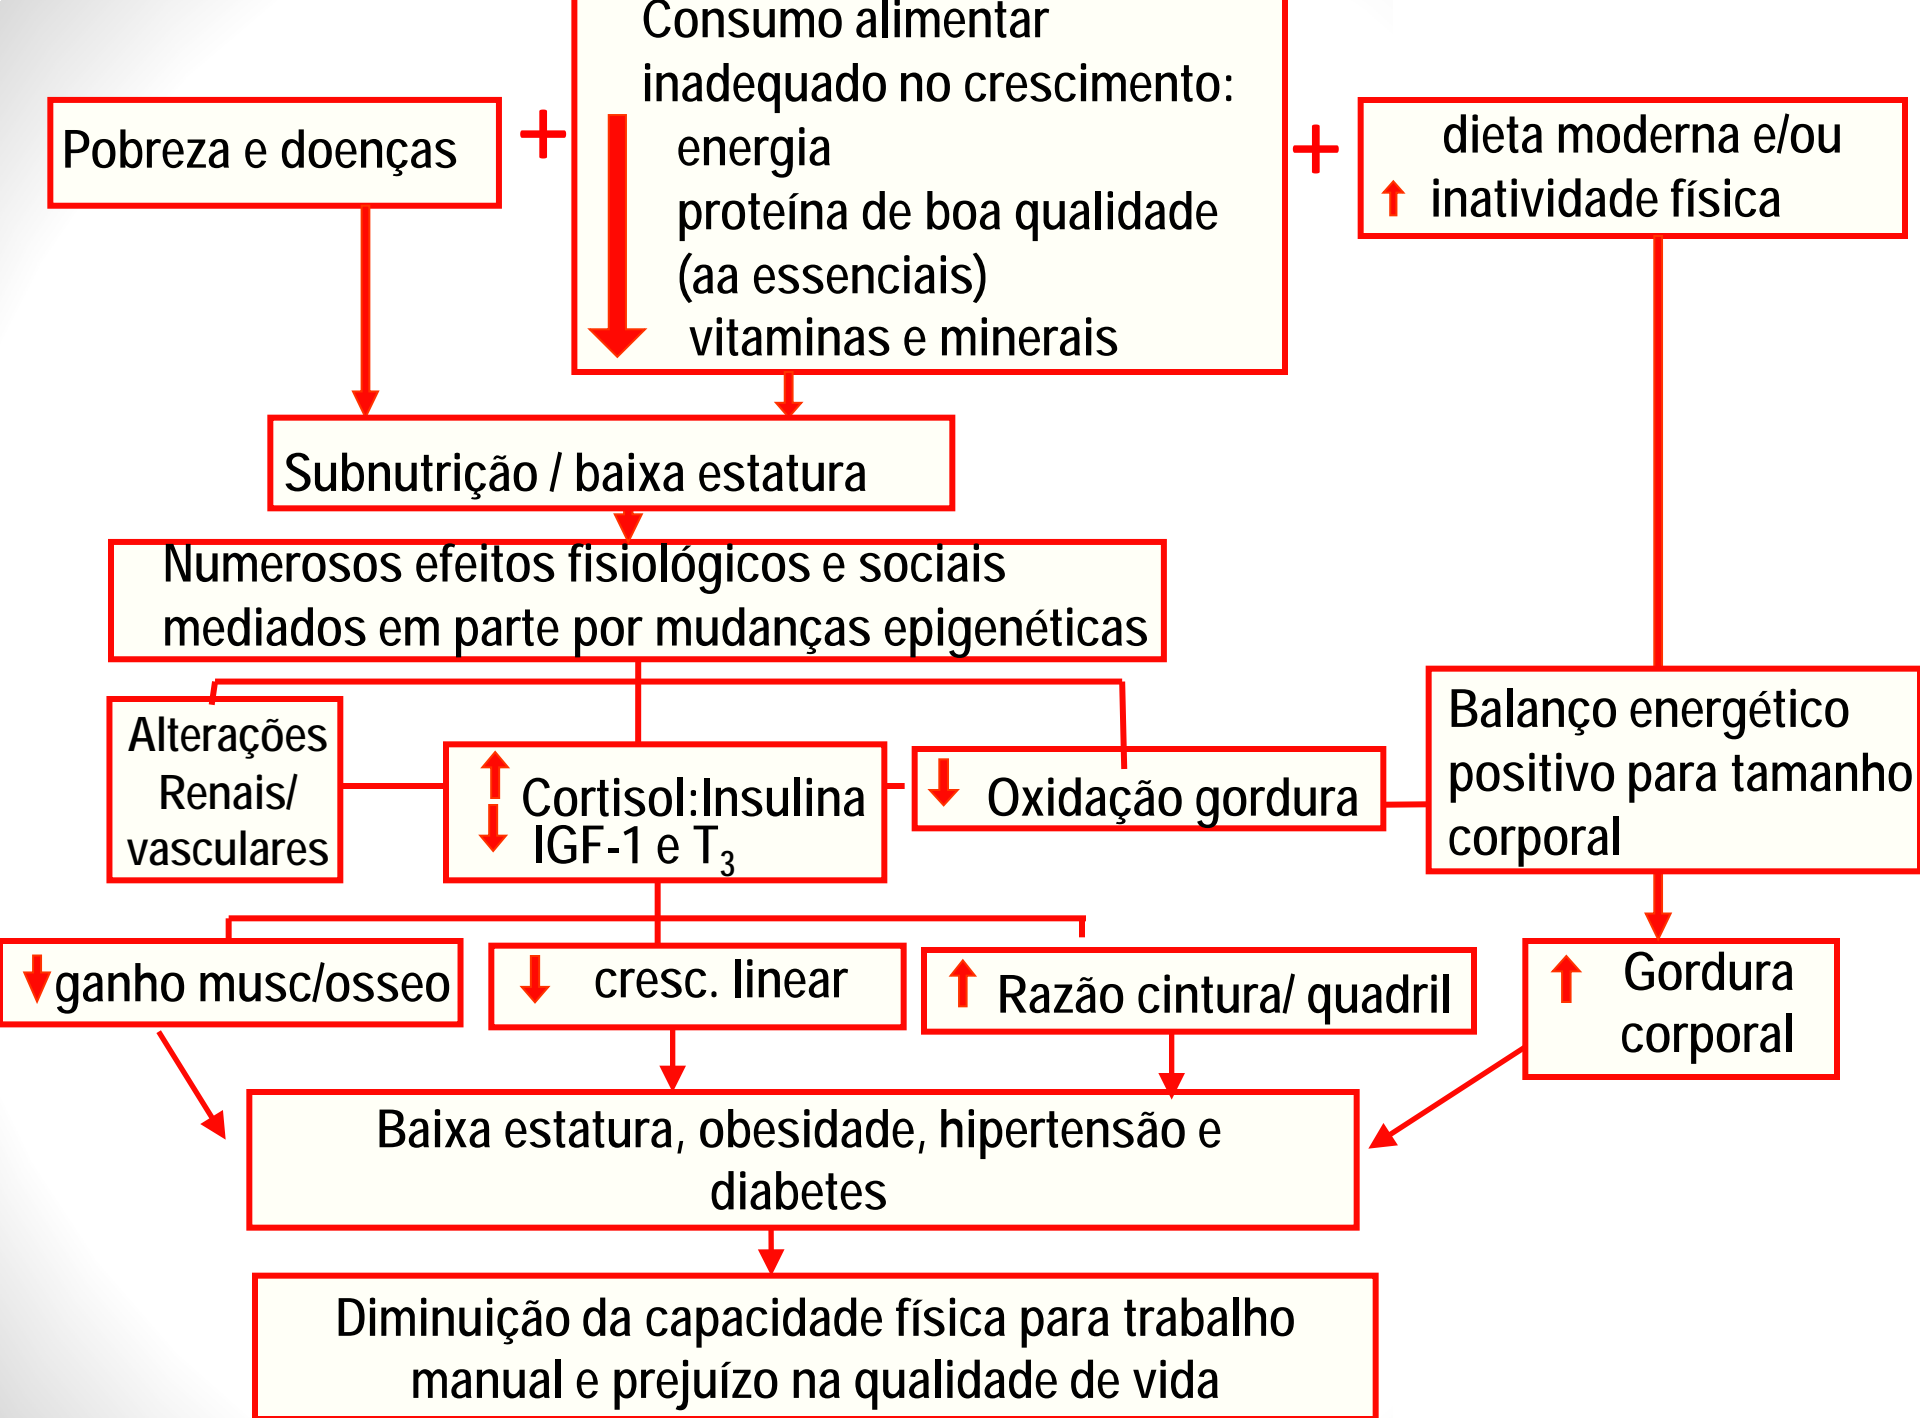 Pobreza e doenças
+
Consumo alimentar
inadequado no crescimento:
energia
proteína de boa qualidade
(aa essenciais)
vitaminas e minerais
+
dieta moderna e/ou
inatividade física
Subnutrição / baixa estatura
Numerosos efeitos fisiológicos e sociais
mediados em parte por mudanças epigenéticas
Alterações
Renais/
vasculares
Cortisol:Insulina
IGF-1 e T₃
Oxidação gordura
Balanço energético
positivo para tamanho
corporal
ganho musc/osseo
cresc. linear
Razão cintura/ quadril
Gordura
corporal
Baixa estatura, obesidade, hipertensão e
diabetes
Diminuição da capacidade física para trabalho
manual e prejuízo na qualidade de vida